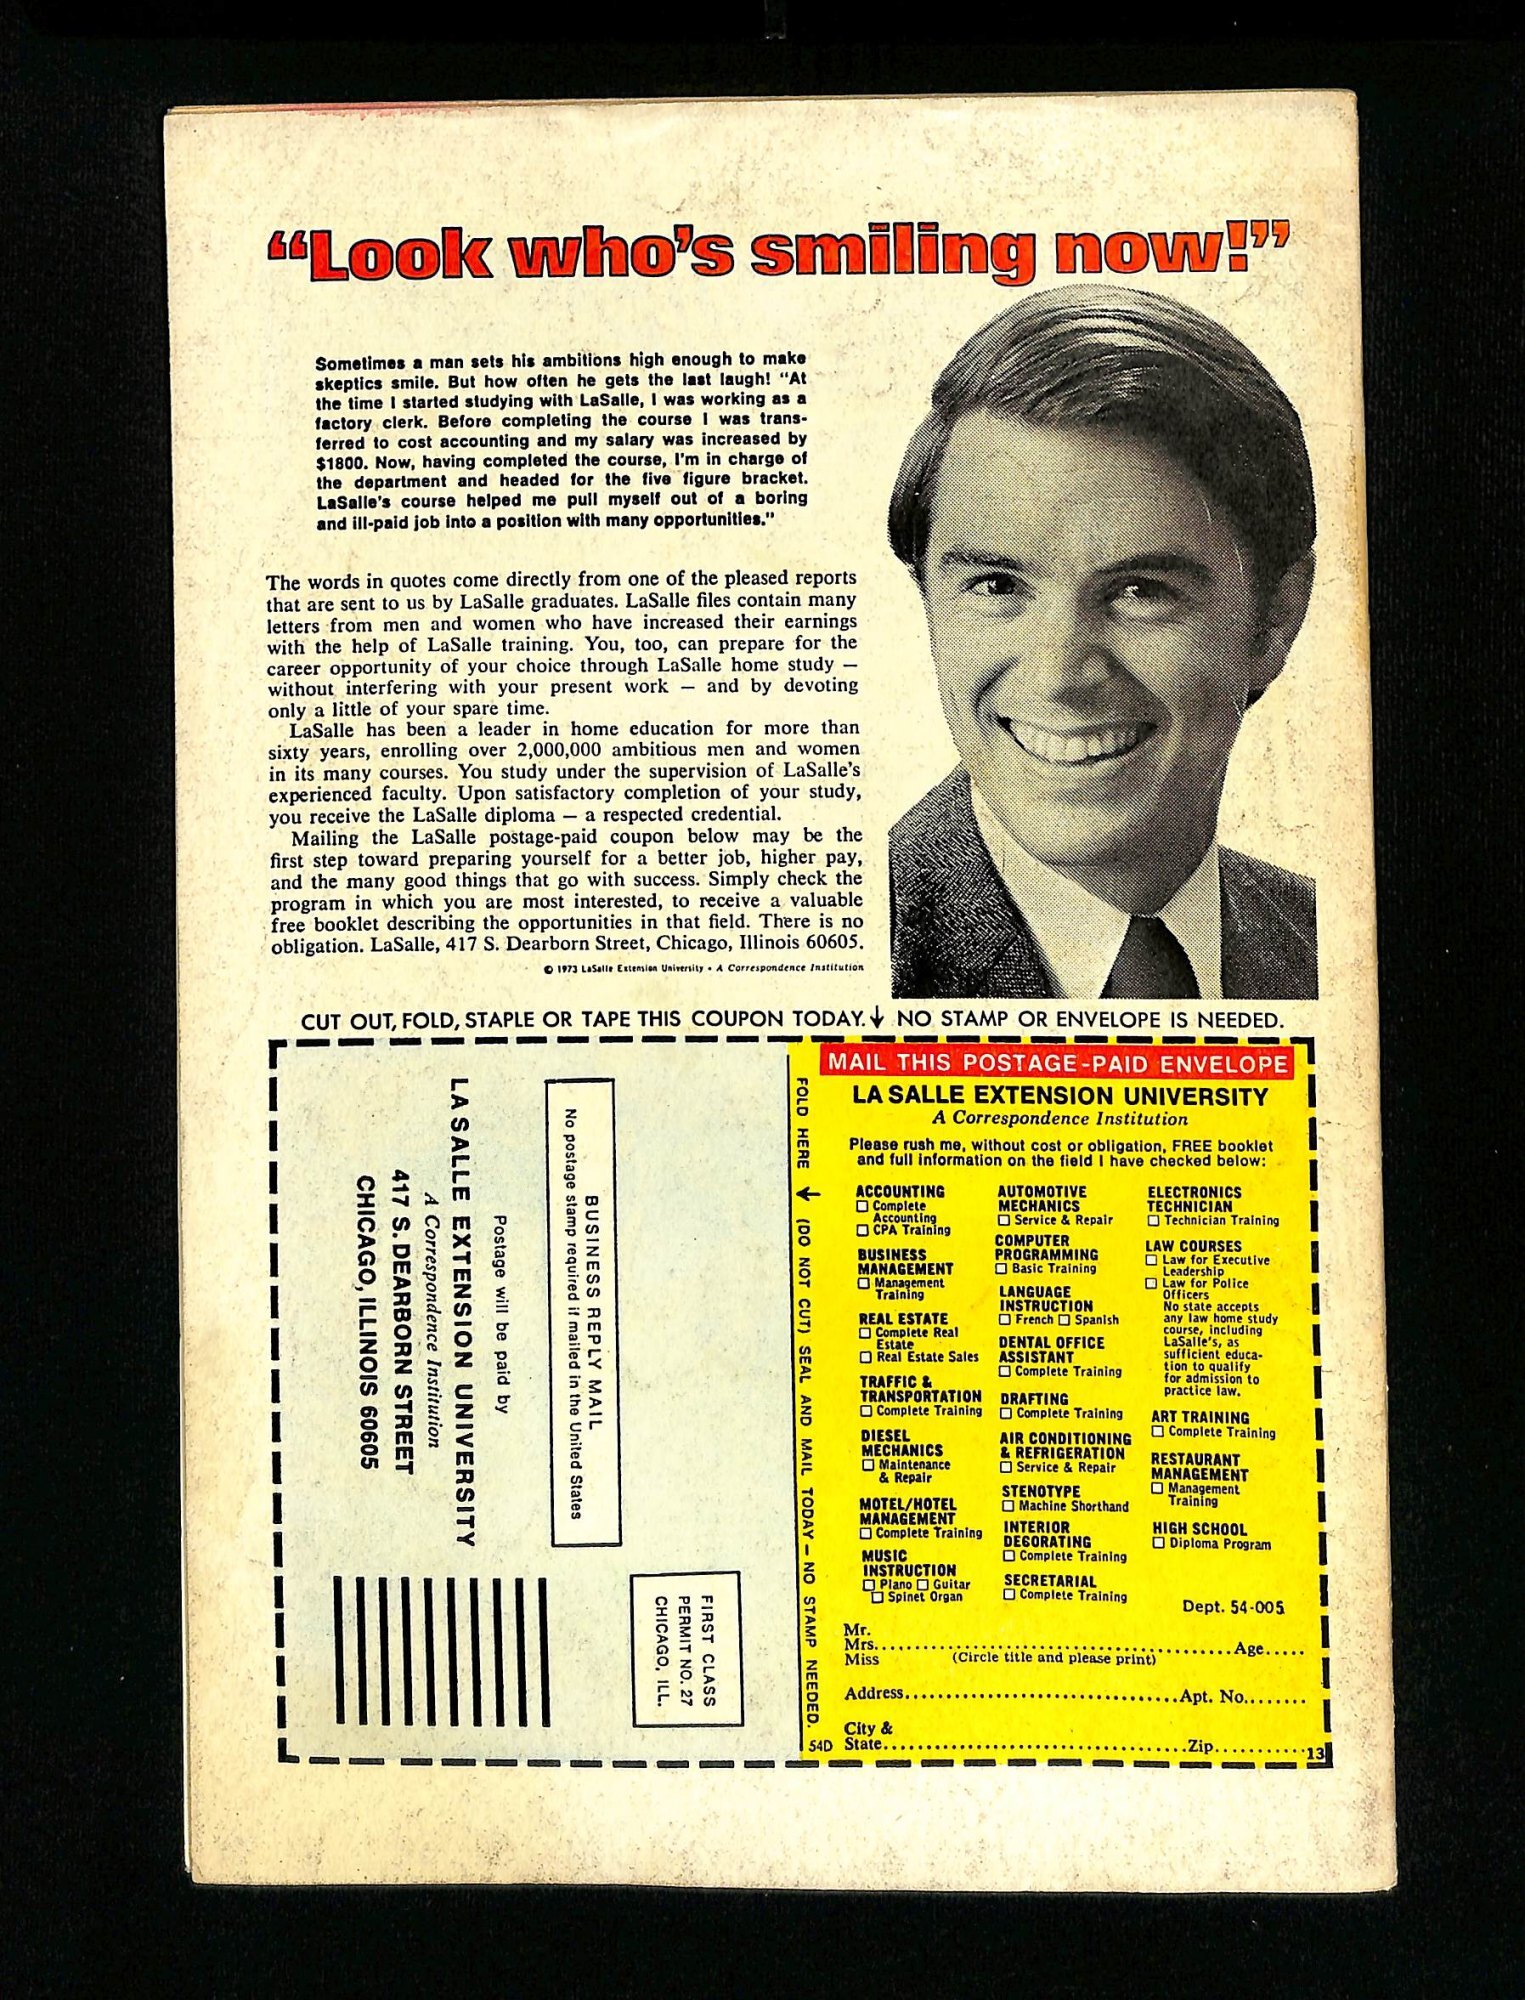 “Look who’s smiling now!”
Sometimes a man sets his ambitions high enough to make
skeptics smile. But how often he gets the last laugh! “At
the time I started studying with LaSalle, I was working as a
factory clerk. Before completing the course I was trans-
ferred to cost accounting and my salary was increased by
$1800. Now, having completed the course, I’m in charge of
the department and headed for the five figure bracket.
LaSalle’s course helped me pull myself out of a boring
and ill-paid job into a position with many opportunities.”
The words in quotes come directly from one of the pleased reports
that are sent to us by LaSalle graduates. LaSalle files contain many
letters from men and women who have increased their earnings
with the help of LaSalle training. You, too, can prepare for the
career opportunity of your choice through LaSalle home study —
without interfering with your present work — and by devoting
only a little of your spare time.
LaSalle has been a leader in home education for more than
sixty years, enrolling over 2,000,000 ambitious men and women
in its many courses. You study under the supervision of LaSalle’s
experienced faculty. Upon satisfactory completion of your study,
you receive the LaSalle diploma — a respected credential.
Mailing the LaSalle postage-paid coupon below may be the
first step toward preparing yourself for a better job, higher pay,
and the many good things that go with success. Simply check the
program in which you are most interested, to receive a valuable
free booklet describing the opportunities in that field. There is no
obligation. LaSalle, 417 S. Dearborn Street, Chicago, Illinois 60605.
© 1973 LaSalle Extension University • A Correspondence Institution
CUT OUT, FOLD, STAPLE OR TAPE THIS COUPON TODAY.↓ NO STAMP OR ENVELOPE IS NEEDED.
FIRST CLASS
PERMIT NO. 27
CHICAGO, ILL.
BUSINESS REPLY MAIL
No postage stamp required if mailed in the United States
Postage will be paid by
LA SALLE EXTENSION UNIVERSITY
A Correspondence Institution
417 S. DEARBORN STREET
CHICAGO, ILLINOIS 60605
FOLD HERE ↓ (DO NOT CUT) SEAL AND MAIL TODAY — NO STAMP NEEDED.
MAIL THIS POSTAGE-PAID ENVELOPE
LA SALLE EXTENSION UNIVERSITY
A Correspondence Institution
Please rush me, without cost or obligation, FREE booklet
and full information on the field I have checked below:
ACCOUNTING
☐ Complete
Accounting
☐ CPA Training
BUSINESS
MANAGEMENT
☐ Management
Training
REAL ESTATE
☐ Complete Real
Estate
☐ Real Estate Sales
TRAFFIC &
TRANSPORTATION
☐ Complete Training
DIESEL
MECHANICS
☐ Maintenance
& Repair
MOTEL/HOTEL
MANAGEMENT
☐ Complete Training
MUSIC
INSTRUCTION
☐ Piano ☐ Guitar
☐ Spinet Organ
AUTOMOTIVE
MECHANICS
☐ Service & Repair
COMPUTER
PROGRAMMING
☐ Basic Training
LANGUAGE
INSTRUCTION
☐ French ☐ Spanish
DENTAL OFFICE
ASSISTANT
☐ Complete Training
DRAFTING
☐ Complete Training
AIR CONDITIONING
& REFRIGERATION
☐ Service & Repair
STENOTYPE
☐ Machine Shorthand
INTERIOR
DECORATING
☐ Complete Training
SECRETARIAL
☐ Complete Training
ELECTRONICS
TECHNICIAN
☐ Technician Training
LAW COURSES
☐ Law for Executive
Leadership
☐ Law for Police
Officers
No state accepts
any law home study
course, including
LaSalle’s, as
sufficient educa-
tion to qualify
for admission to
practice law.
ART TRAINING
☐ Complete Training
RESTAURANT
MANAGEMENT
☐ Management
Training
HIGH SCHOOL
☐ Diploma Program
Dept. 54-005
Mr.
Mrs. Age
Miss (Circle title and please print)
Address Apt. No.
City &
54D State Zip 13